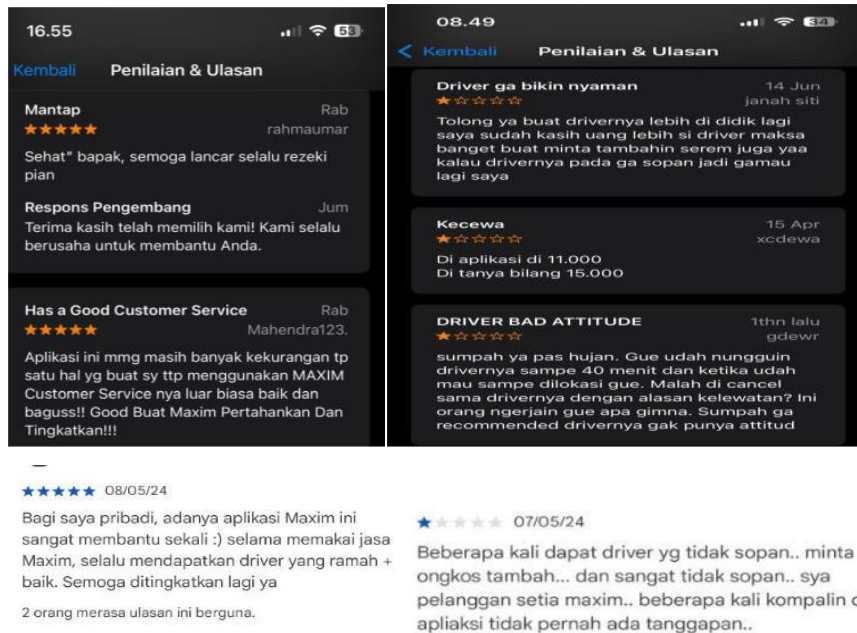 16.55
53
Kembali Penilaian & Ulasan
Mantap Rab
rahmaumar
Sehat" bapak, semoga lancar selalu rezeki
pian
Respons Pengembang Jum
Terima kasih telah memilih kami! Kami selalu
berusaha untuk membantu Anda.
Has a Good Customer Service Rab
Mahendra123.
Aplikasi ini mmg masih banyak kekurangan tp
satu hal yg buat sy ttp menggunakan MAXIM
Customer Service nya luar biasa baik dan
baguss!! Good Buat Maxim Pertahankan Dan
Tingkatkan!!!
08.49
34
Kembali Penilaian & Ulasan
Driver ga bikin nyaman 14 Jun
janah siti
Tolong ya buat drivernya lebih di didik lagi
saya sudah kasih uang lebih si driver maksa
banget buat minta tambahin serem juga yaa
kalau drivernya pada ga sopan jadi gamau
lagi saya
Kecewa 15 Apr
xcdewa
Di aplikasi di 11.000
Di tanya bilang 15.000
DRIVER BAD ATTITUDE 1thn lalu
gdewr
sumpah ya pas hujan. Gue udah nungguin
drivernya sampe 40 menit dan ketika udah
mau sampe dilokasi gue. Malah di cancel
sama drivernya dengan alasan kelewatan? Ini
orang ngerjain gue apa gimna. Sumpah ga
recommended drivernya gak punya attitud
08/05/24
Bagi saya pribadi, adanya aplikasi Maxim ini
sangat membantu sekali :) selama memakai jasa
Maxim, selalu mendapatkan driver yang ramah +
baik. Semoga ditingkatkan lagi ya
2 orang merasa ulasan ini berguna.
07/05/24
Beberapa kali dapat driver yg tidak sopan.. minta
ongkos tambah... dan sangat tidak sopan.. sya
pelanggan setia maxim.. beberapa kali kompalin
apliaksi tidak pernah ada tanggapan..